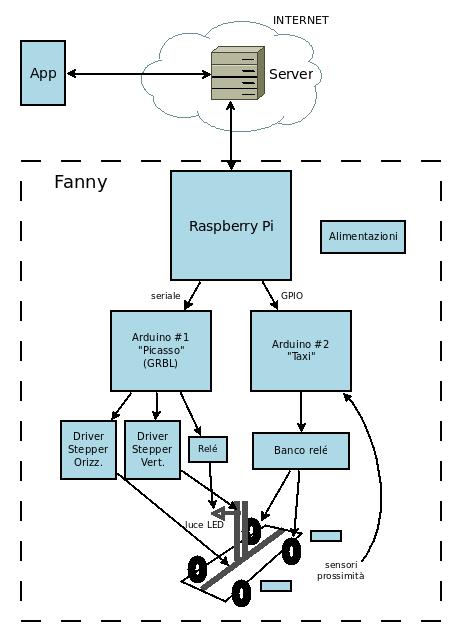 INTERNET
App
Server
Fanny
Raspberry Pi
Alimentazioni
seriale
GPIO
Arduino #1
"Picasso"
(GRBL)
Arduino #2
"Taxi"
Driver
Stepper
Orizz.
Driver
Stepper
Vert.
Relé
Banco relé
luce LED
sensori
prossimità